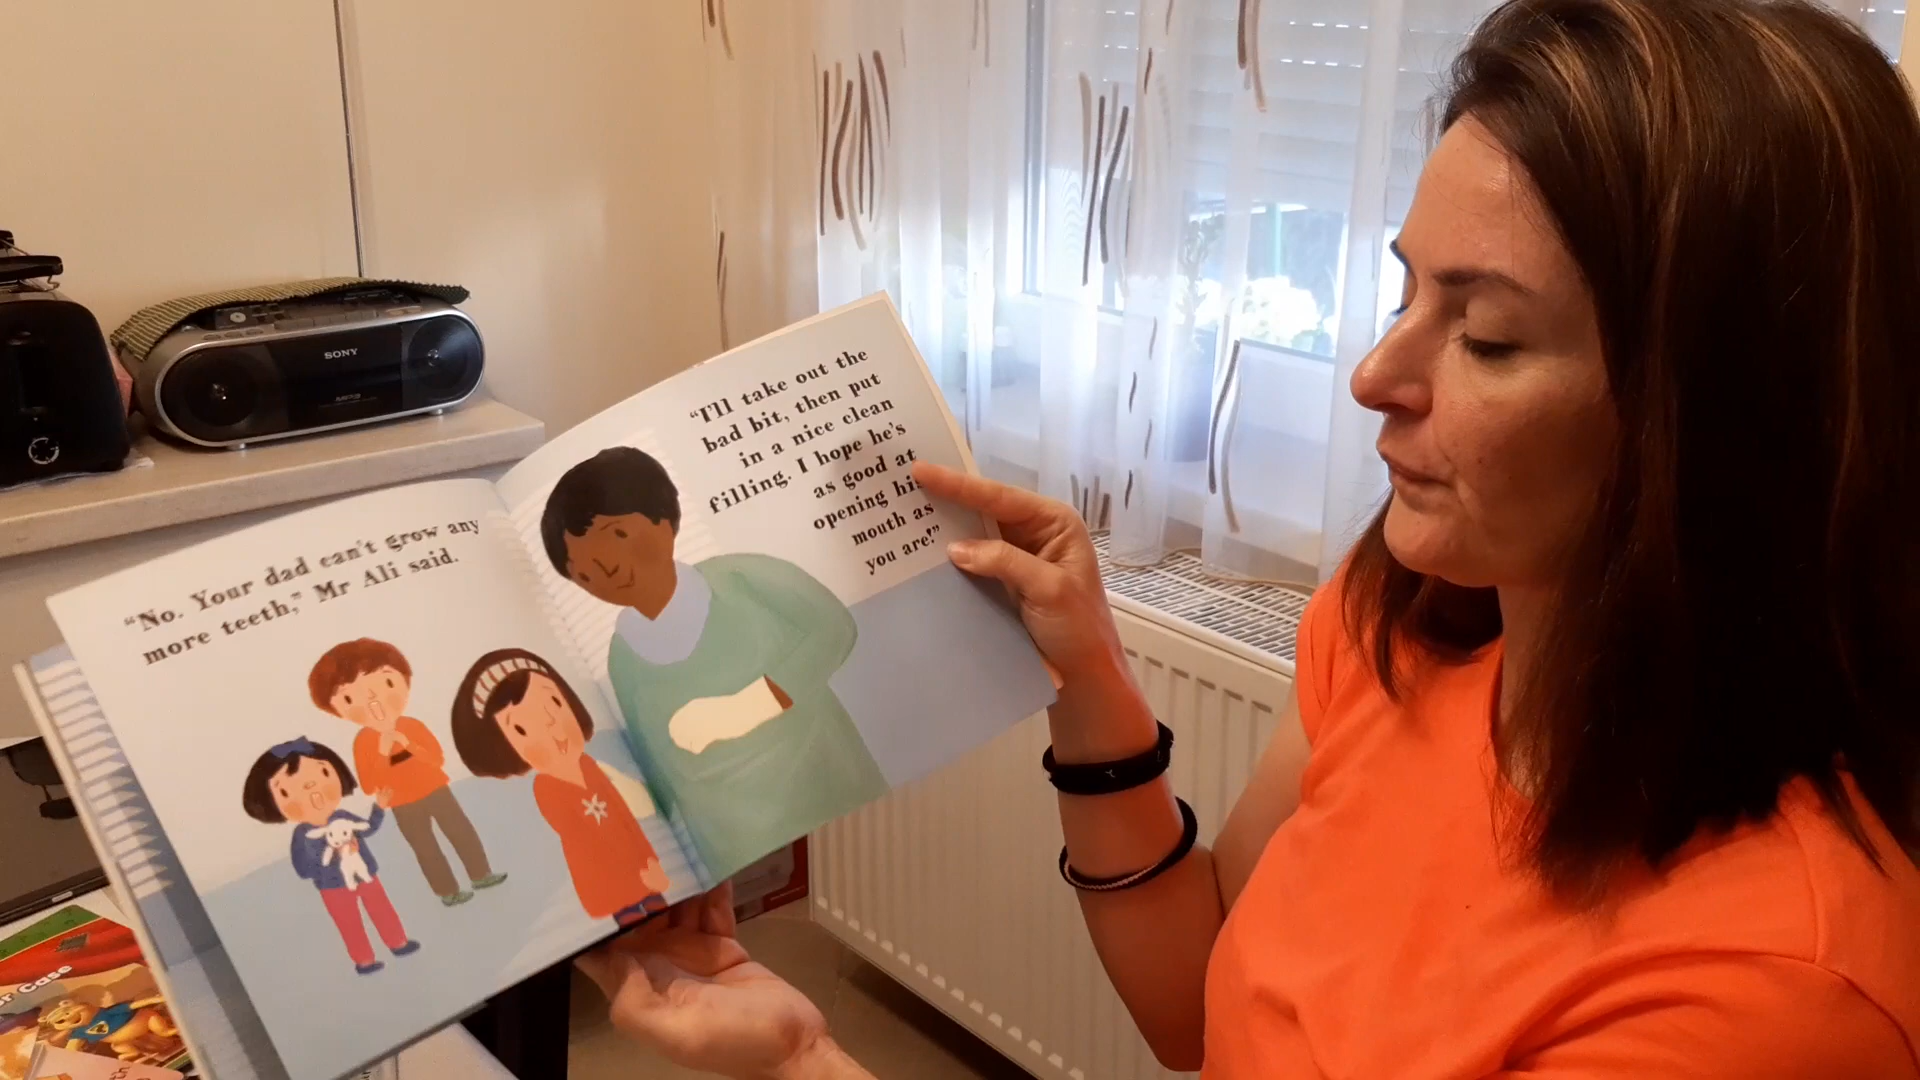 SONY
"No. Your dad can't grow any
more teeth," Mr Ali said.
"I'll take out the
bad bit, then put
in a nice clean
filling. I hope he's
as good at
opening his
mouth as
you are!"
Case